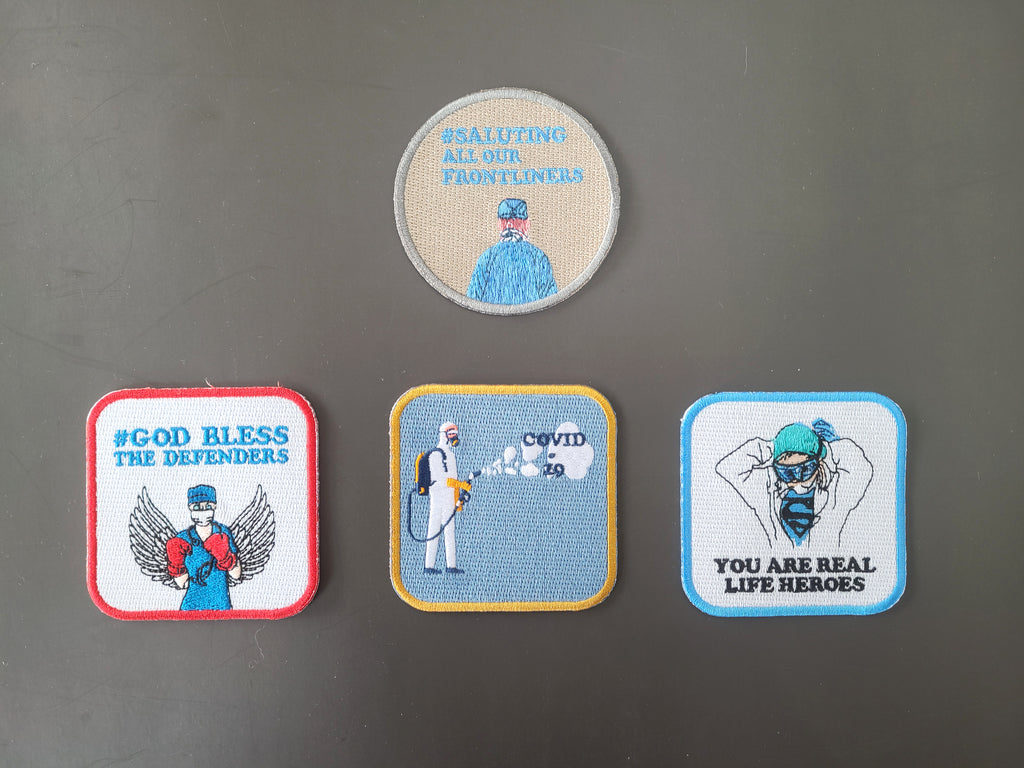 #SALUTING
ALL OUR
FRONTLINERS
#GOD BLESS
THE DEFENDERS
COVID
-
19
S
YOU ARE REAL
LIFE HEROES